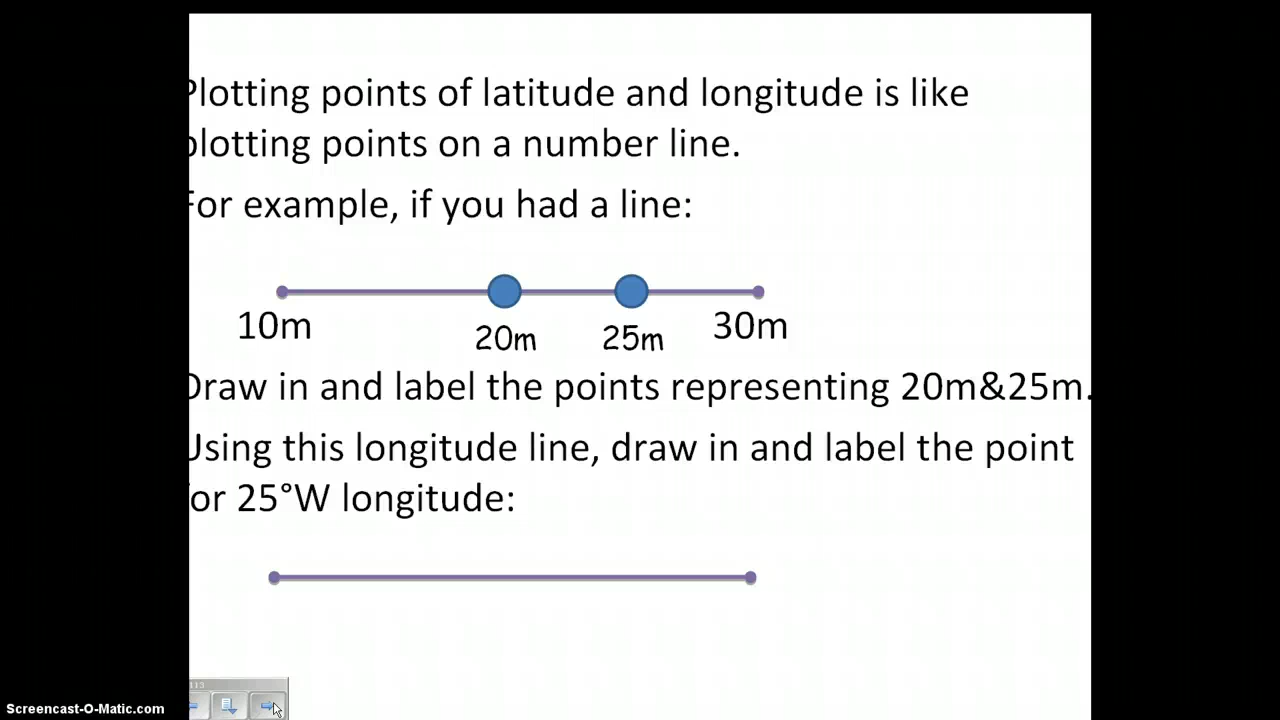 Plotting points of latitude and longitude is like
plotting points on a number line.
For example, if you had a line:
10m 20m 25m 30m
Draw in and label the points representing 20m&25m.
Using this longitude line, draw in and label the point
for 25°W longitude:
Screencast-O-Matic.com